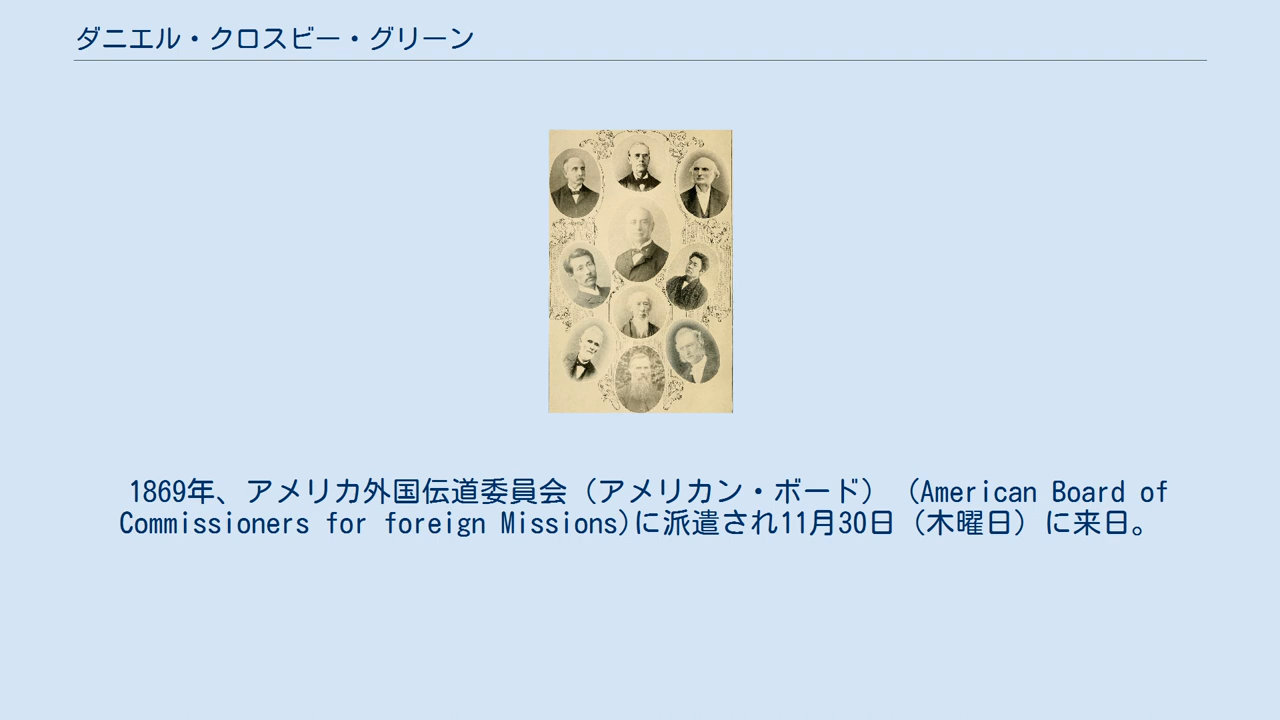 ダニエル・クロスビー・グリーン
1869年、アメリカ外国伝道委員会（アメリカン・ボード）（American Board of
Commissioners for foreign Missions)に派遣され11月30日（木曜日）に来日。